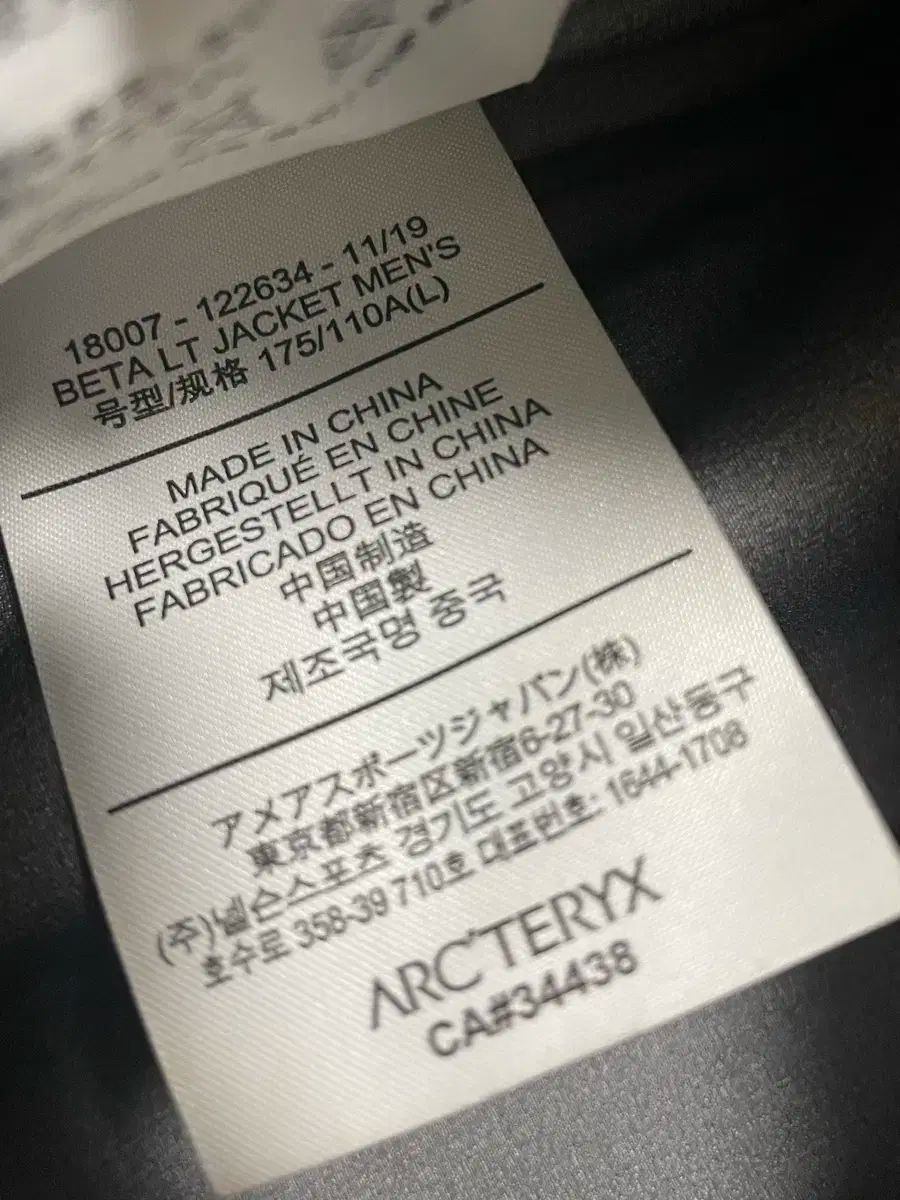 18007 - 122634 - 11/19
BETA LT JACKET MEN'S
号型/规格 175/110A(L)
MADE IN CHINA
FABRIQUÉ EN CHINE
HERGESTELLT IN CHINA
FABRICADO EN CHINA
中国制造
中国製
제조국명 중국
アメアスポーツジャパン(株)
東京都新宿区新宿6-27-30
(주)넬슨스포츠 경기도 고양시 일산동구
호수로 358-39 710호 대표번호: 1644-1708
ARC'TERYX
CA#34438